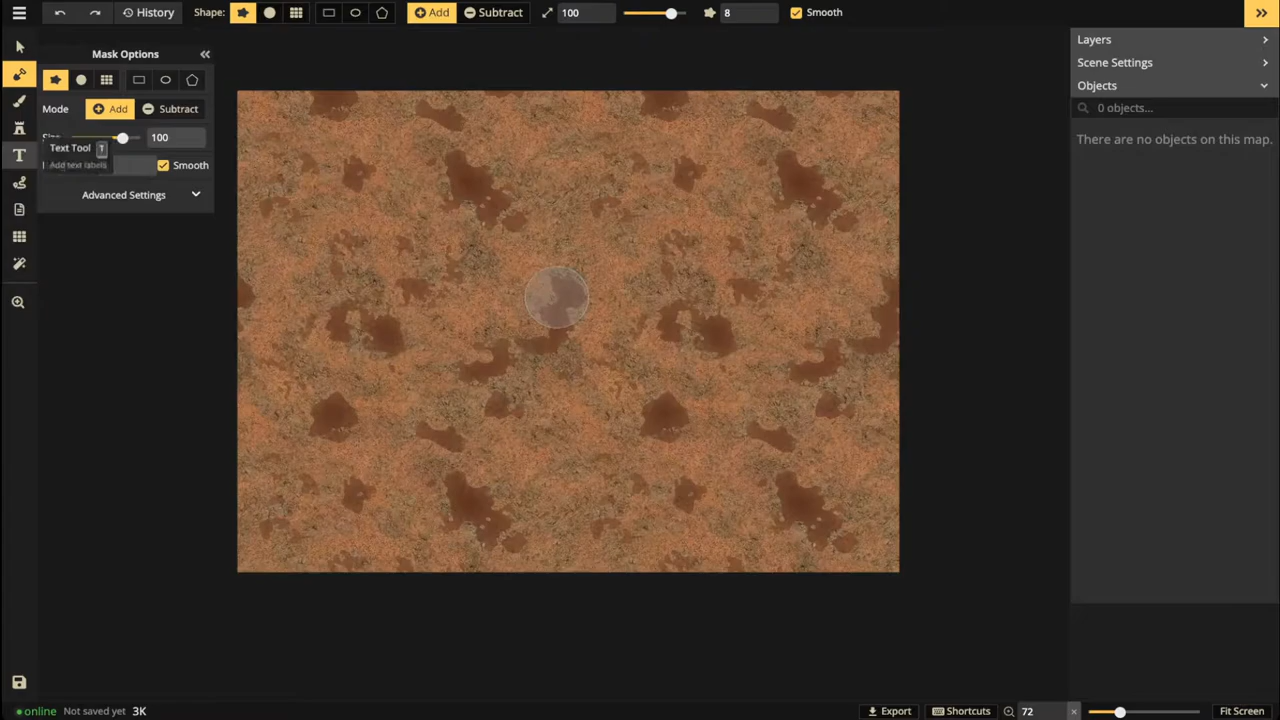 History
Shape:
Add
Subtract
100
8
Smooth
Mask Options
Mode
Add
Subtract
100
Text Tool T
Add text labels
Smooth
Advanced Settings
Layers
Scene Settings
Objects
0 objects...
There are no objects on this map.
T
online Not saved yet 3K
Export
Shortcuts
72
Fit Screen